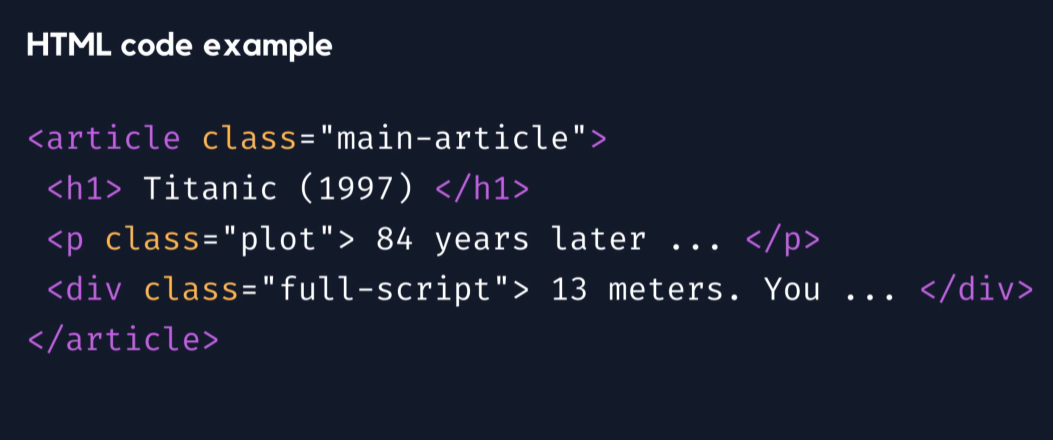 HTML code example
<article class="main-article">
<h1> Titanic (1997) </h1>
<p class="plot"> 84 years later ... </p>
<div class="full-script"> 13 meters. You ... </div>
</article>